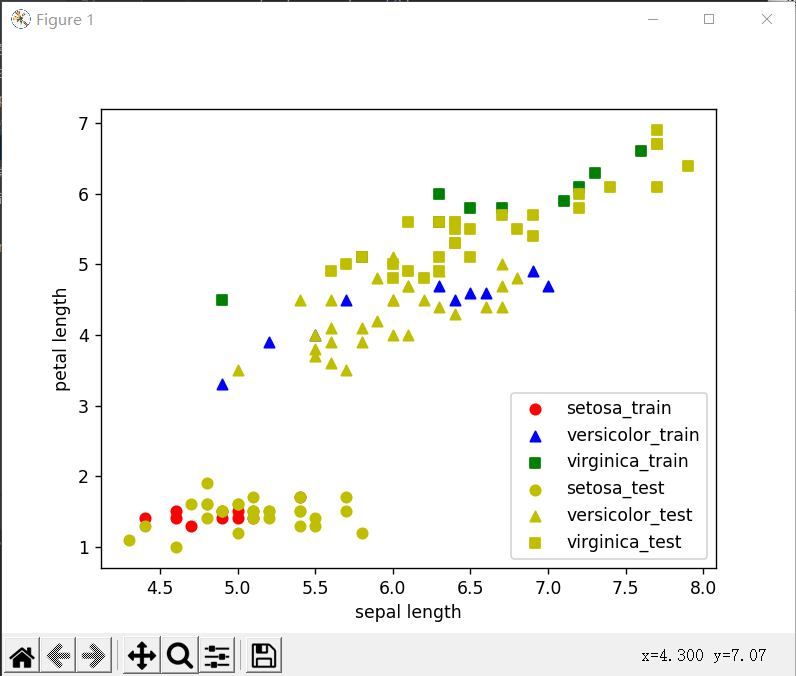 Figure 1
7
6
5
4
3
2
1
petal length
setosa_train
versicolor_train
virginica_train
setosa_test
versicolor_test
virginica_test
4.5 5.0 5.5 6.0 6.5 7.0 7.5 8.0
sepal length
x=4.300 y=7.07